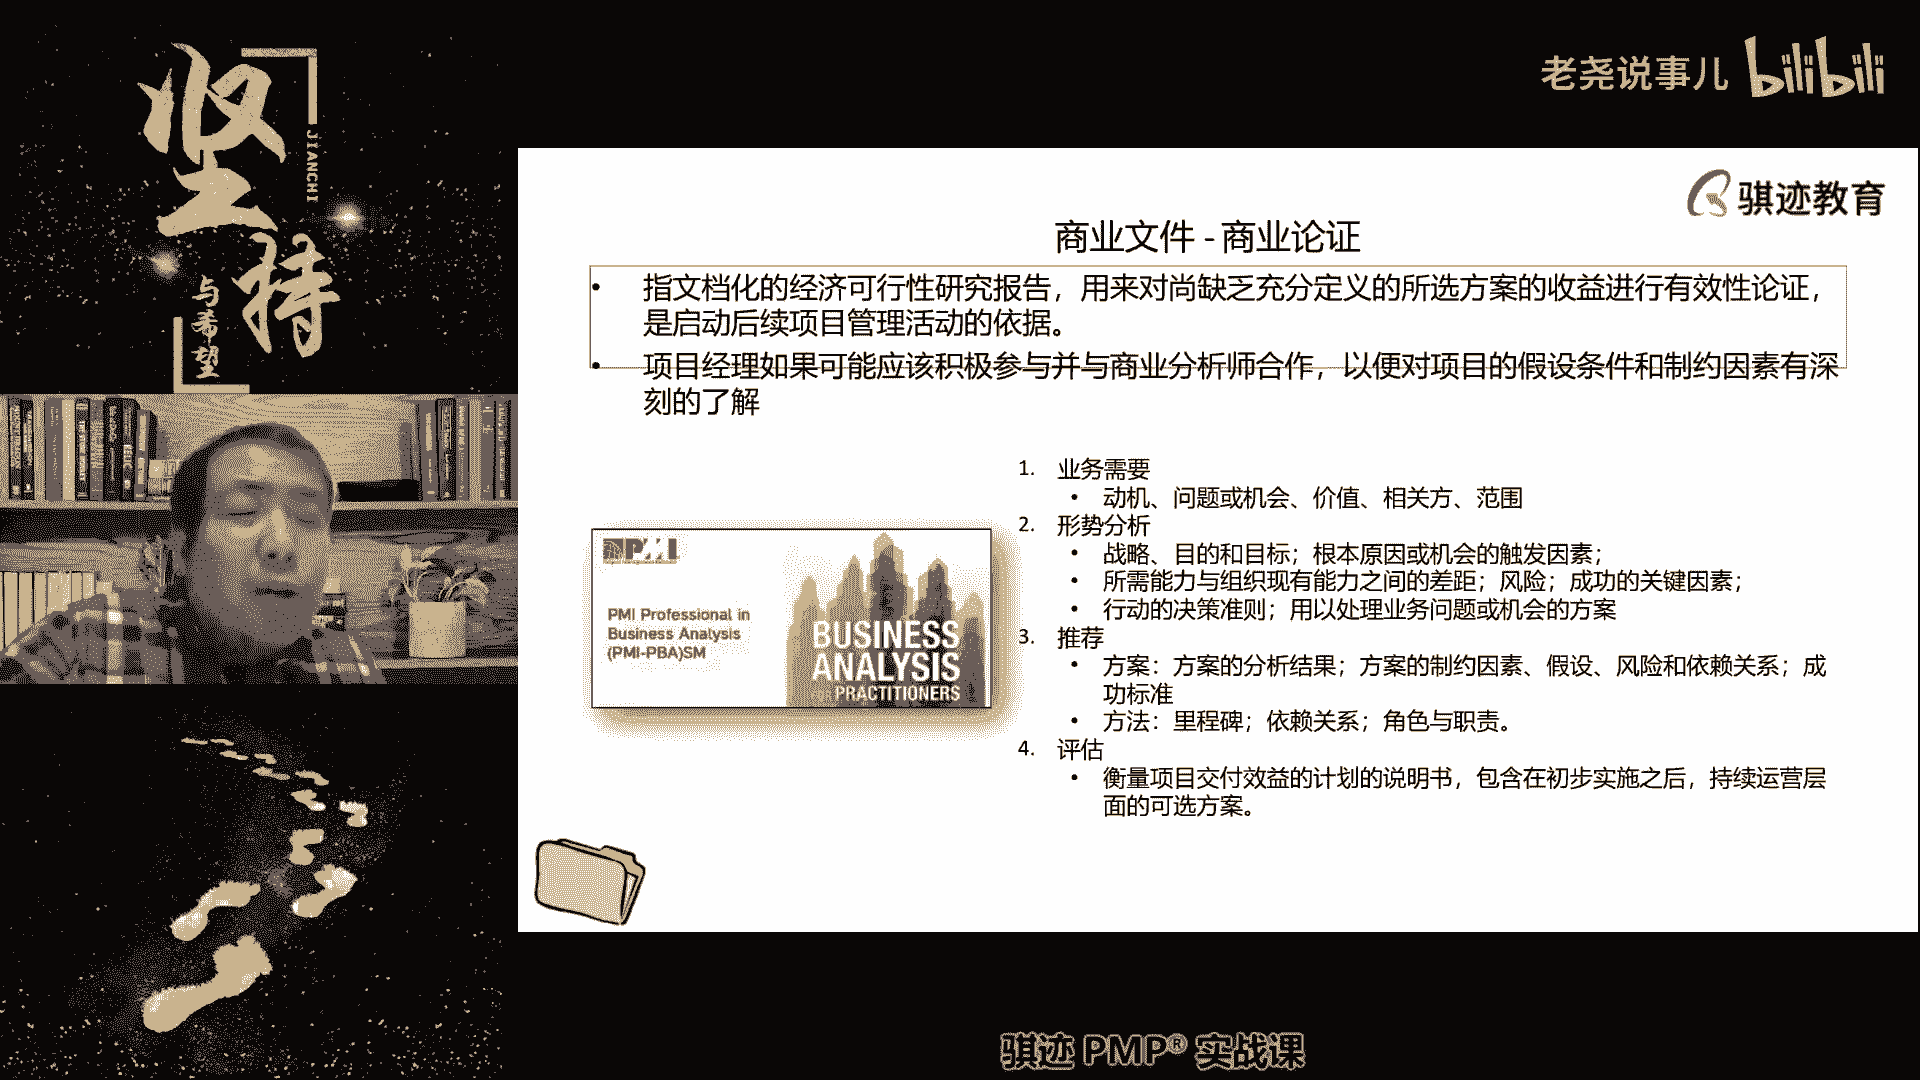 坚持
JIANCHI
与希望
老尧说事儿 bilibili
骐迹教育
商业文件 - 商业论证
• 指文档化的经济可行性研究报告，用来对尚缺乏充分定义的所选方案的收益进行有效性论证，
是启动后续项目管理活动的依据。
• 项目经理如果可能应该积极参与并与商业分析师合作，以便对项目的假设条件和制约因素有深
刻的了解
PMI
PMI Professional in
Business Analysis
(PMI-PBA)SM
BUSINESS
ANALYSIS
PRACTITIONERS
1. 业务需要
• 动机、问题或机会、价值、相关方、范围
2. 形势分析
• 战略、目的和目标；根本原因或机会的触发因素；
• 所需能力与组织现有能力之间的差距；风险；成功的关键因素；
• 行动的决策准则；用以处理业务问题或机会的方案
3. 推荐
• 方案：方案的分析结果；方案的制约因素、假设、风险和依赖关系；成
功标准
• 方法：里程碑；依赖关系；角色与职责。
4. 评估
• 衡量项目交付效益的计划的说明书，包含在初步实施之后，持续运营层
面的可选方案。
骐迹 PMP® 实战课